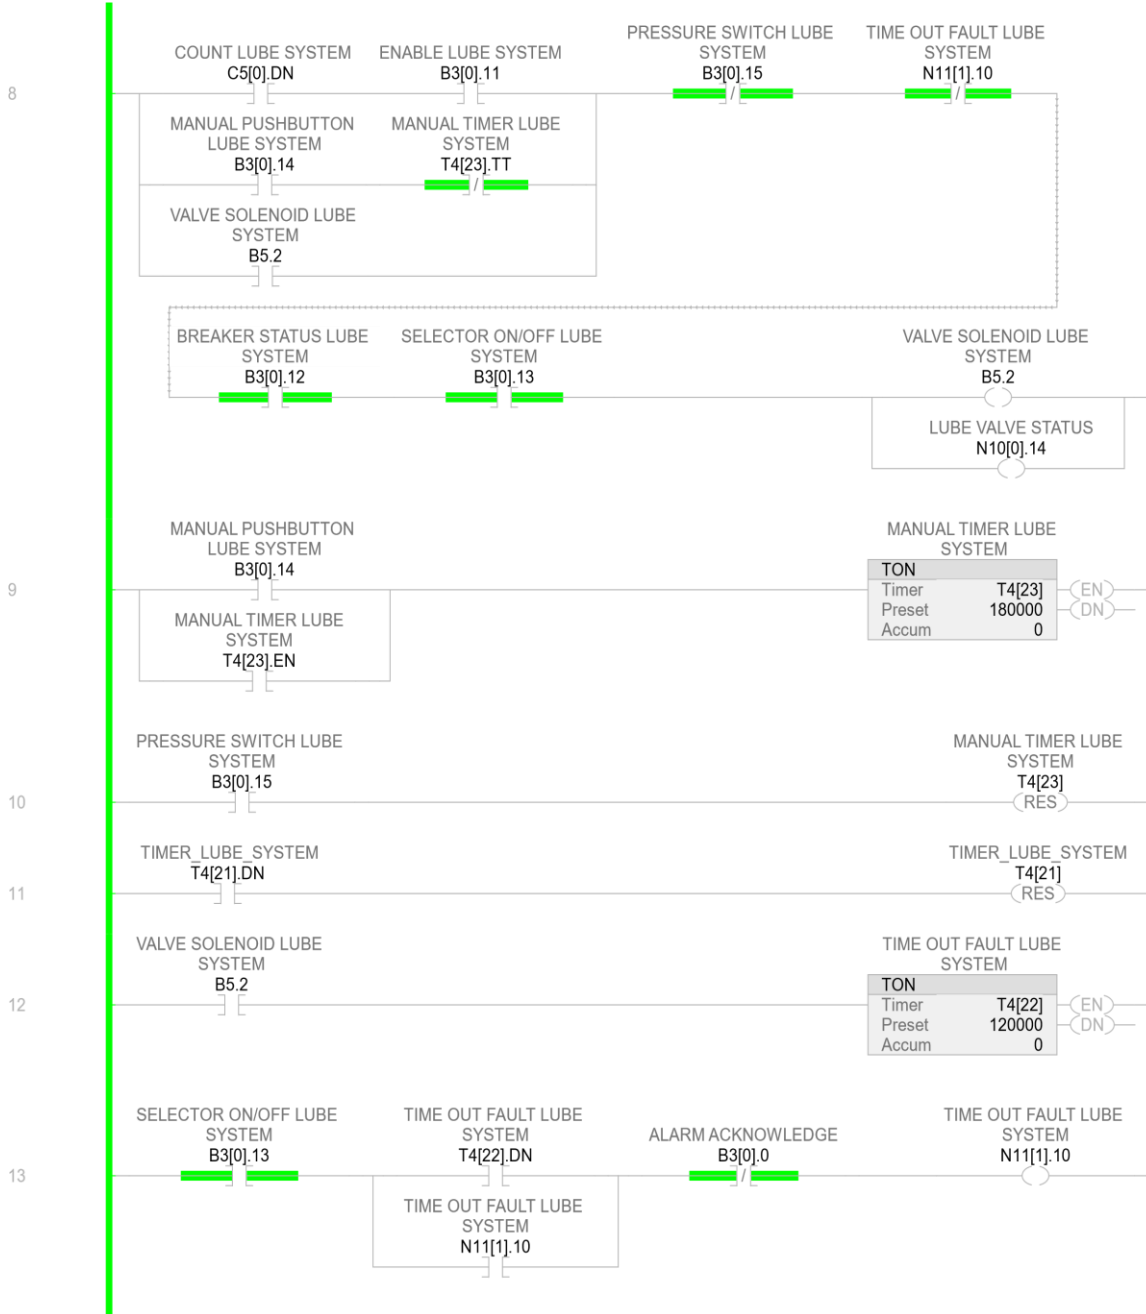 8
COUNT LUBE SYSTEM
C5[0].DN
ENABLE LUBE SYSTEM
B3[0].11
PRESSURE SWITCH LUBE
SYSTEM
B3[0].15
/
TIME OUT FAULT LUBE
SYSTEM
N11[1].10
/
MANUAL PUSHBUTTON
LUBE SYSTEM
B3[0].14
MANUAL TIMER LUBE
SYSTEM
T4[23].TT
/
VALVE SOLENOID LUBE
SYSTEM
B5.2
BREAKER STATUS LUBE
SYSTEM
B3[0].12
SELECTOR ON/OFF LUBE
SYSTEM
B3[0].13
VALVE SOLENOID LUBE
SYSTEM
B5.2
LUBE VALVE STATUS
N10[0].14
9
MANUAL PUSHBUTTON
LUBE SYSTEM
B3[0].14
MANUAL TIMER LUBE
SYSTEM
T4[23].EN
MANUAL TIMER LUBE
SYSTEM
TON
Timer T4[23]
Preset 180000
Accum 0
EN
DN
10
PRESSURE SWITCH LUBE
SYSTEM
B3[0].15
MANUAL TIMER LUBE
SYSTEM
T4[23]
RES
11
TIMER_LUBE_SYSTEM
T4[21].DN
TIMER_LUBE_SYSTEM
T4[21]
RES
12
VALVE SOLENOID LUBE
SYSTEM
B5.2
TIME OUT FAULT LUBE
SYSTEM
TON
Timer T4[22]
Preset 120000
Accum 0
EN
DN
13
SELECTOR ON/OFF LUBE
SYSTEM
B3[0].13
TIME OUT FAULT LUBE
SYSTEM
T4[22].DN
TIME OUT FAULT LUBE
SYSTEM
N11[1].10
ALARM ACKNOWLEDGE
B3[0].0
/
TIME OUT FAULT LUBE
SYSTEM
N11[1].10